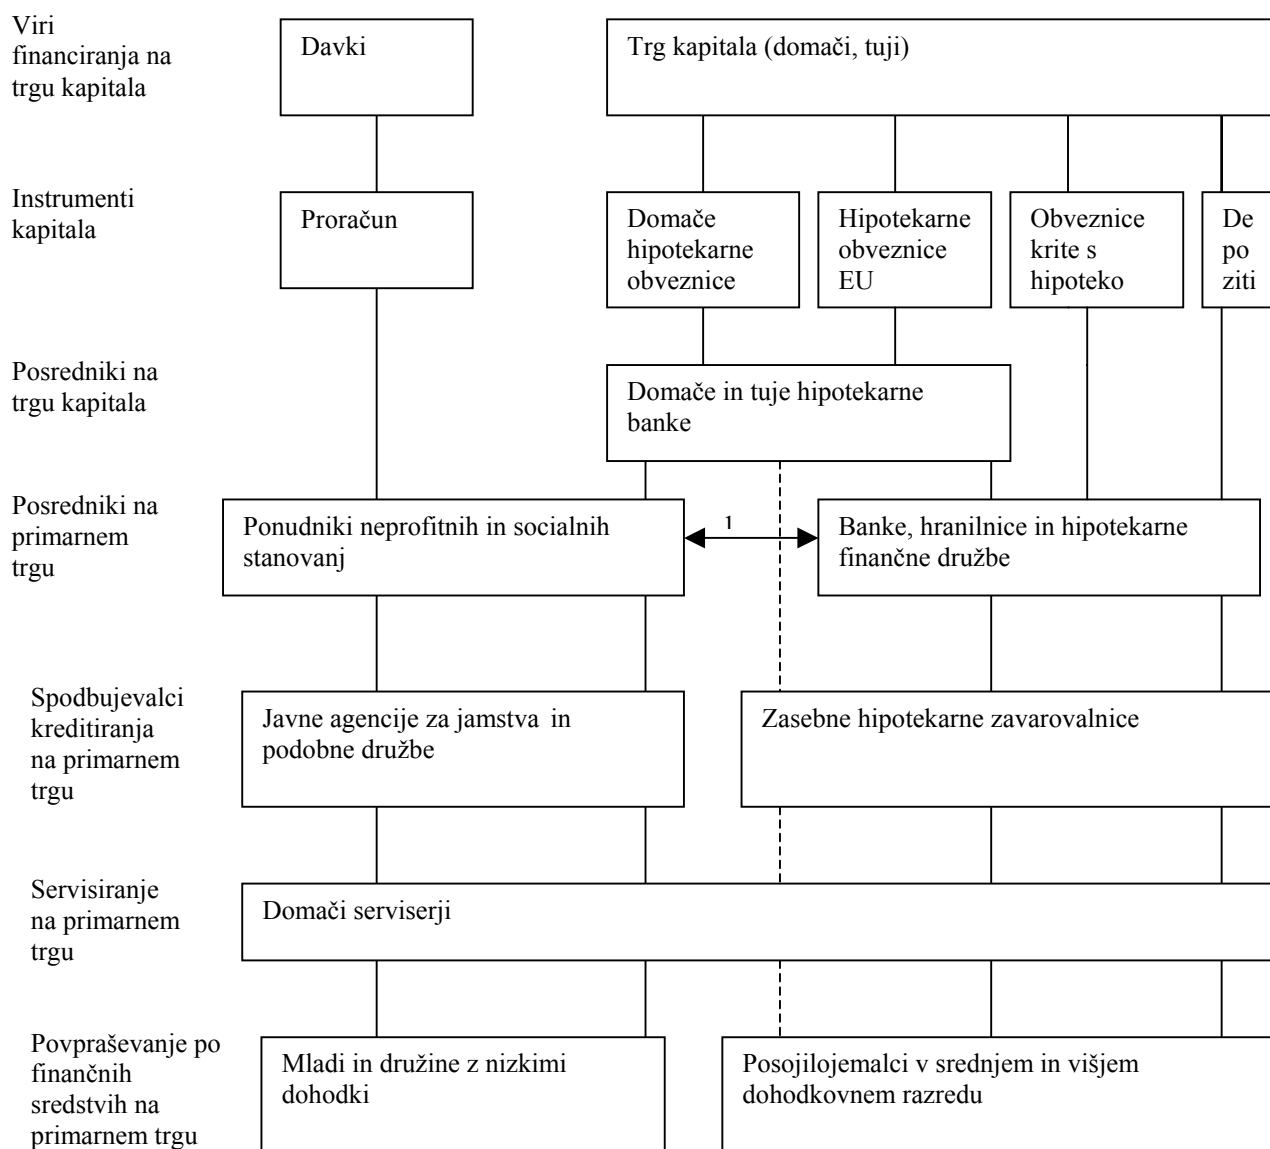 Viri
financiranja na
trgu kapitala
Davki
Trg kapitala (domači, tuji)
Instrumenti
kapitala
Proračun
Domače
hipotekarne
obveznice
Hipotekarne
obveznice
EU
Obveznice
krite s
hipoteko
De
po
ziti
Posredniki na
trgu kapitala
Domače in tuje hipotekarne
banke
Posredniki na
primarnem
trgu
Ponudniki neprofitnih in socialnih
stanovanj
1
Banke, hranilnice in hipotekarne
finančne družbe
Spodbujevalci
kreditiranja
na primarnem
trgu
Javne agencije za jamstva in
podobne družbe
Zasebne hipotekarne zavarovalnice
Servisiranje
na primarnem
trgu
Domači serviserji
Povpraševanje po
finančnih
sredstvih na
primarnem trgu
Mladi in družine z nizkimi
dohodki
Posojilojemalci v srednjem in višjem
dohodkovnem razredu